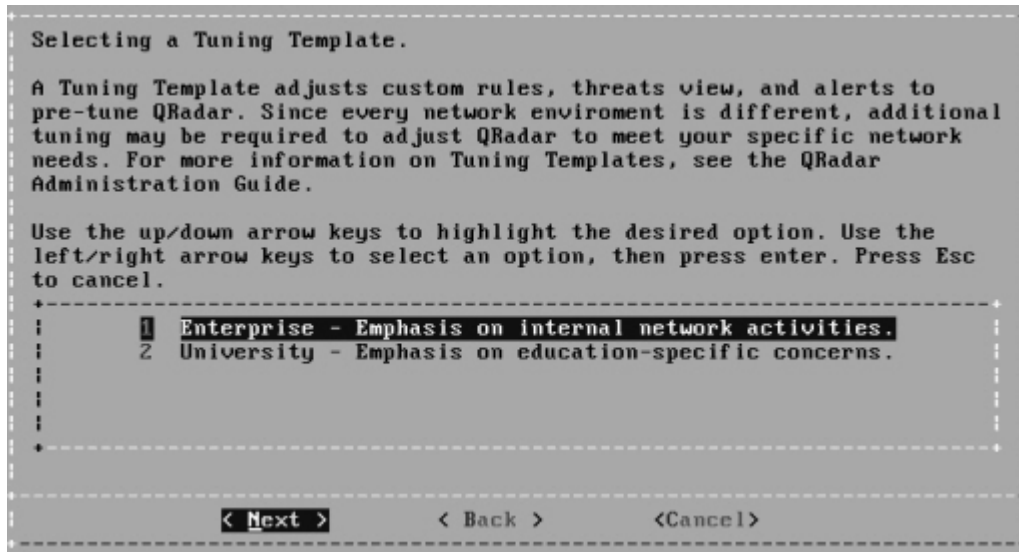 Selecting a Tuning Template.
A Tuning Template adjusts custom rules, threats view, and alerts to
pre-tune QRadar. Since every network enviroment is different, additional
tuning may be required to adjust QRadar to meet your specific network
needs. For more information on Tuning Templates, see the QRadar
Administration Guide.
Use the up/down arrow keys to highlight the desired option. Use the
left/right arrow keys to select an option, then press enter. Press Esc
to cancel.
1 Enterprise - Emphasis on internal network activities.
2 University - Emphasis on education-specific concerns.
< Next > < Back > <Cancel>